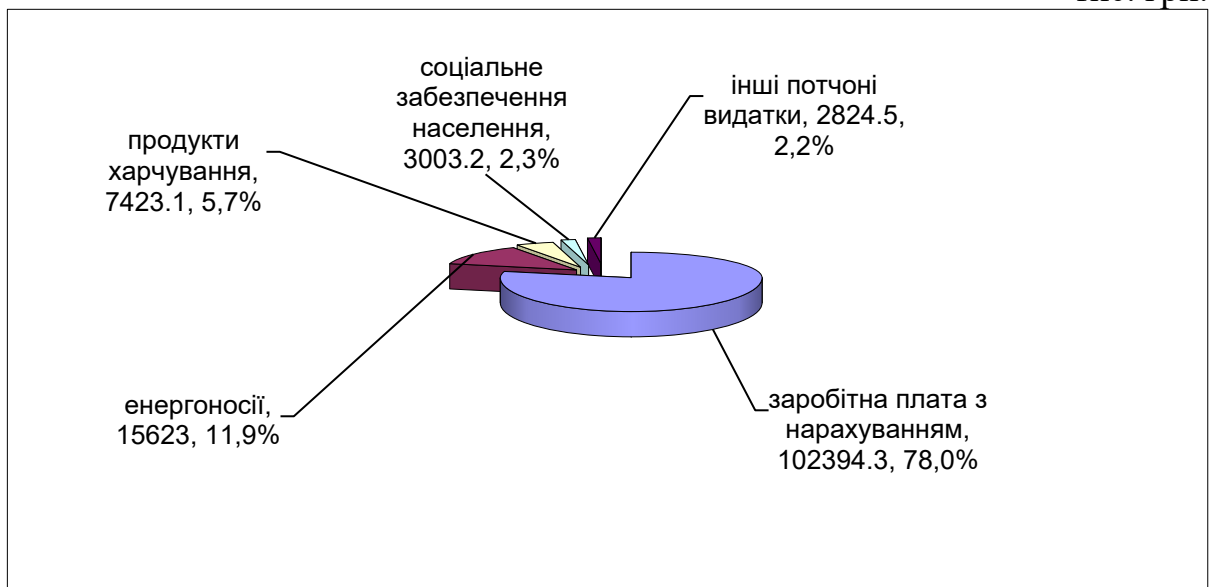 соціальне
забезпечення
населення,
3003.2, 2,3%
інші потчоні
видатки, 2824.5,
2,2%
продукти
харчування,
7423.1, 5,7%
енергоносії,
15623, 11,9%
заробітна плата з
нарахуванням,
102394.3, 78,0%